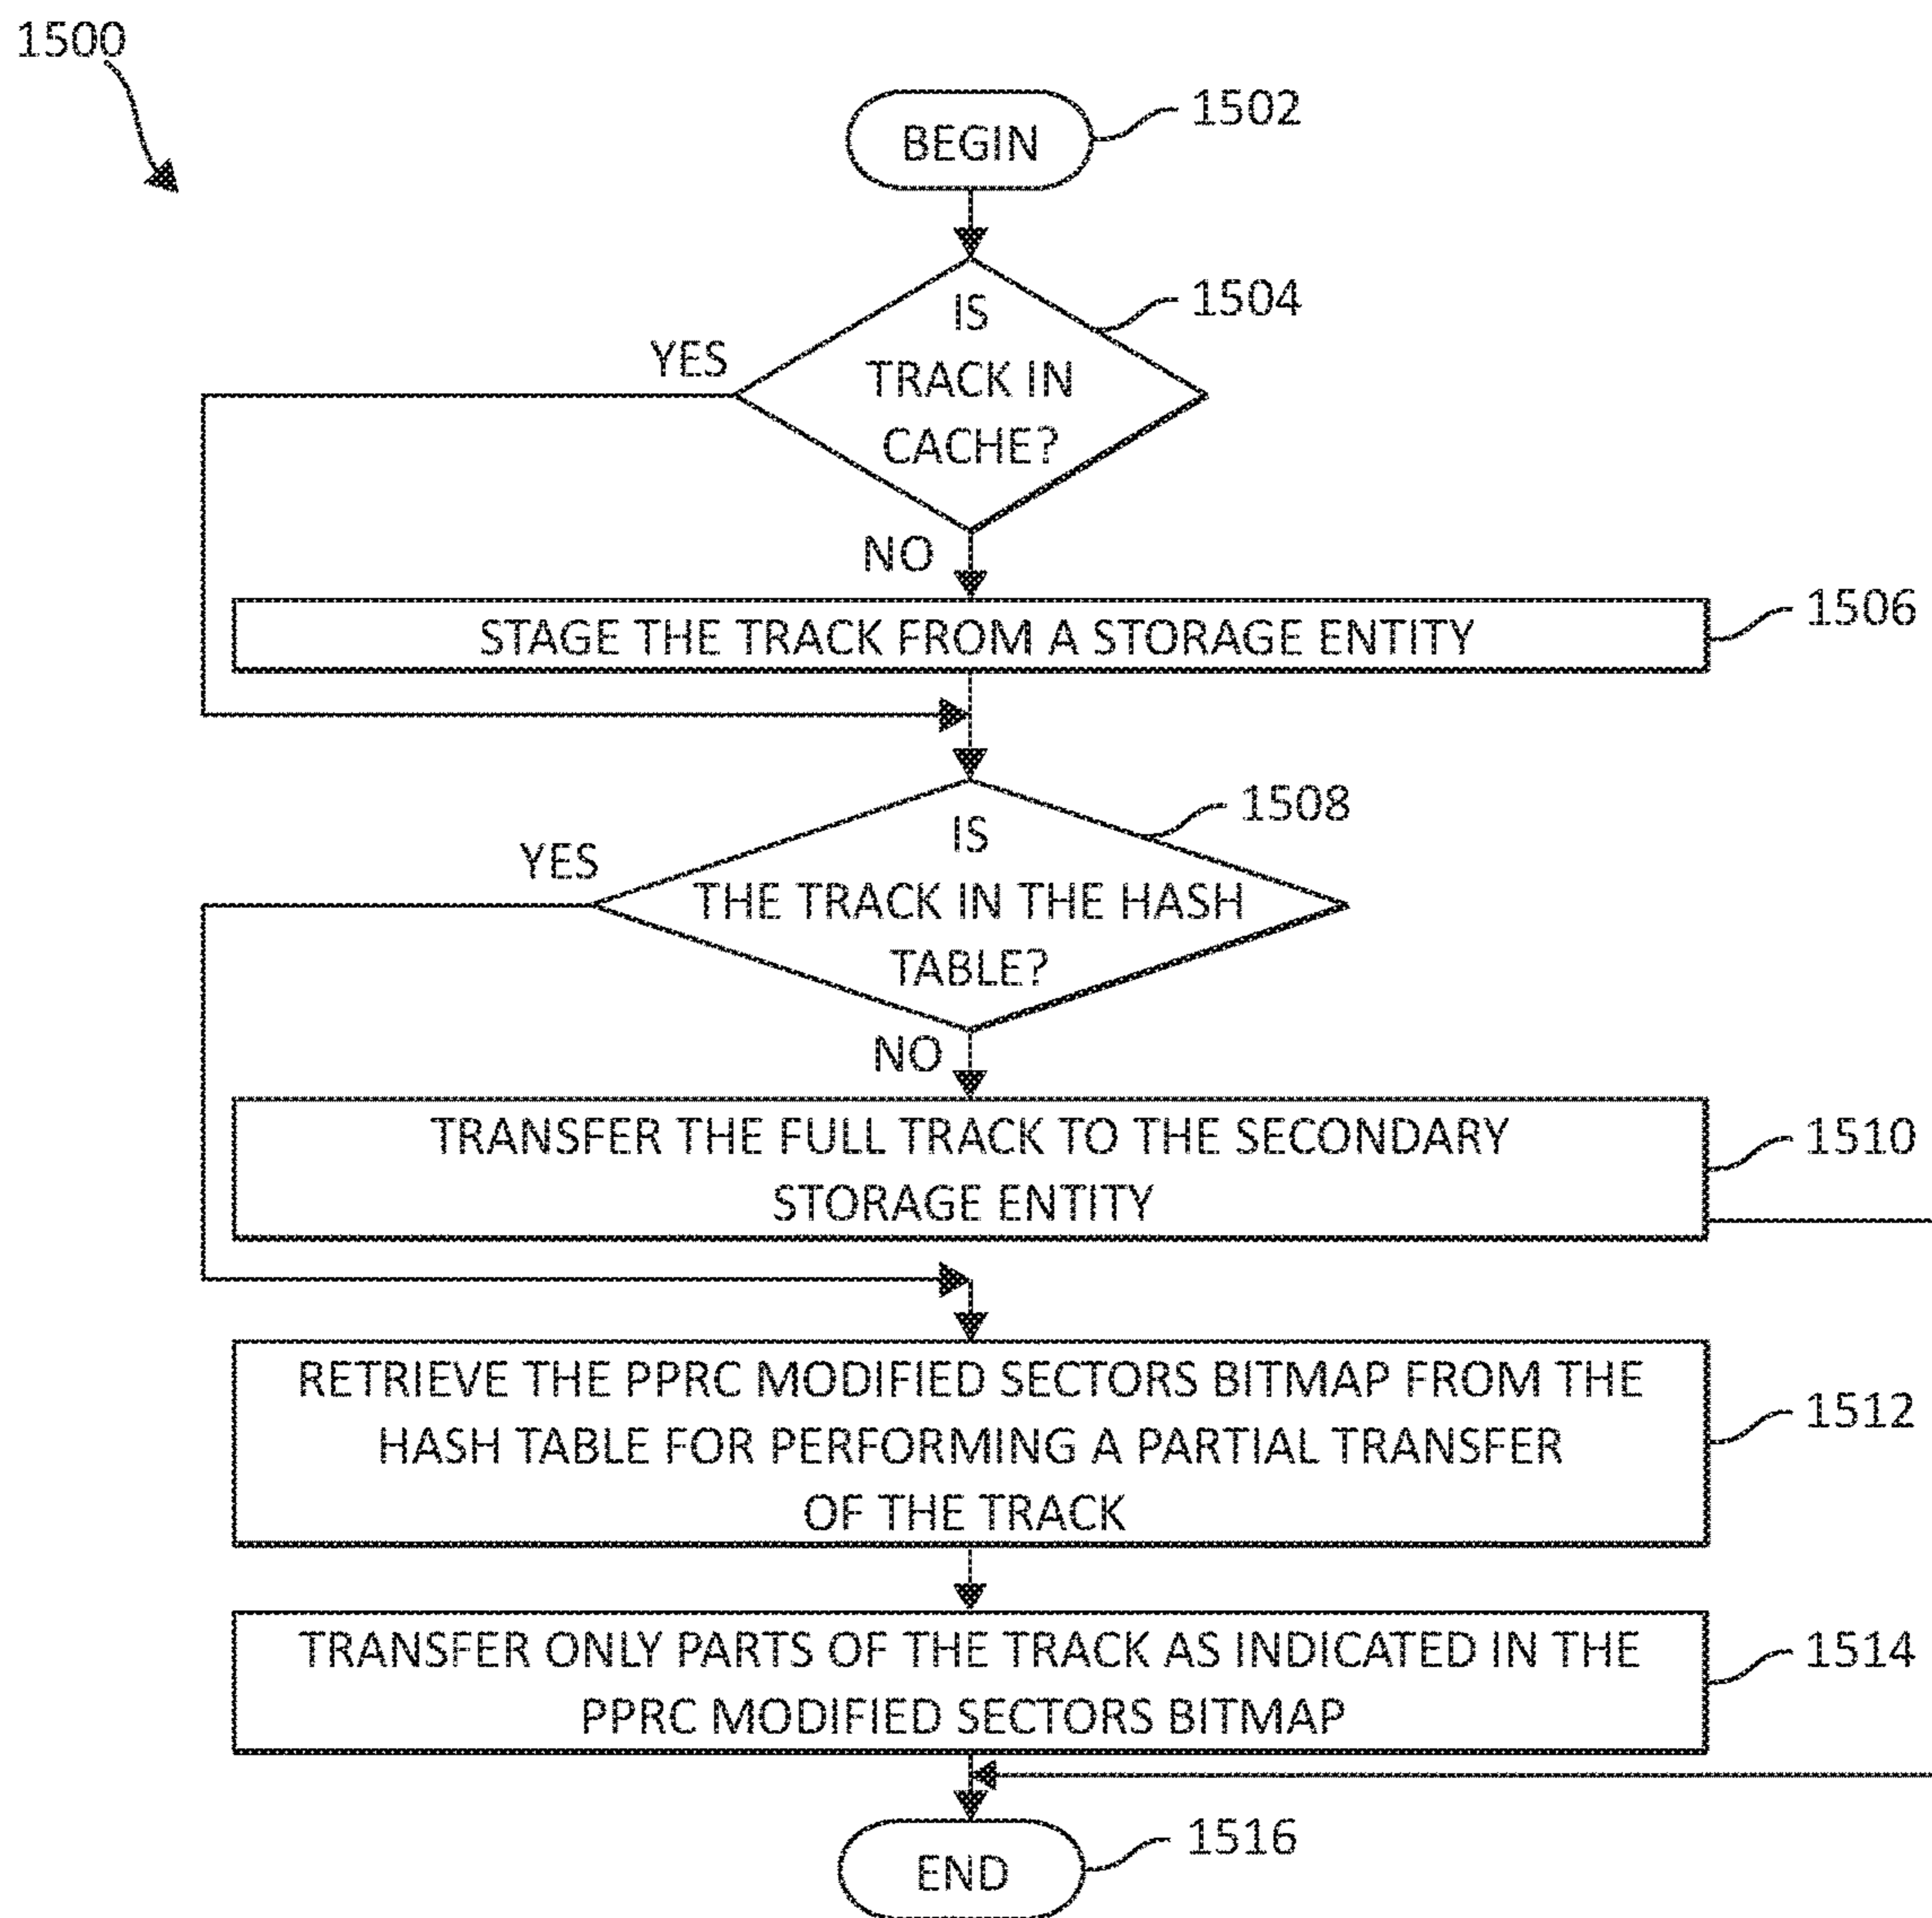 1500
BEGIN
1502
IS
TRACK IN
CACHE?
1504
YES
NO
STAGE THE TRACK FROM A STORAGE ENTITY
1506
IS
THE TRACK IN THE HASH
TABLE?
1508
YES
NO
TRANSFER THE FULL TRACK TO THE SECONDARY
STORAGE ENTITY
1510
RETRIEVE THE PPRC MODIFIED SECTORS BITMAP FROM THE
HASH TABLE FOR PERFORMING A PARTIAL TRANSFER
OF THE TRACK
1512
TRANSFER ONLY PARTS OF THE TRACK AS INDICATED IN THE
PPRC MODIFIED SECTORS BITMAP
1514
END
1516